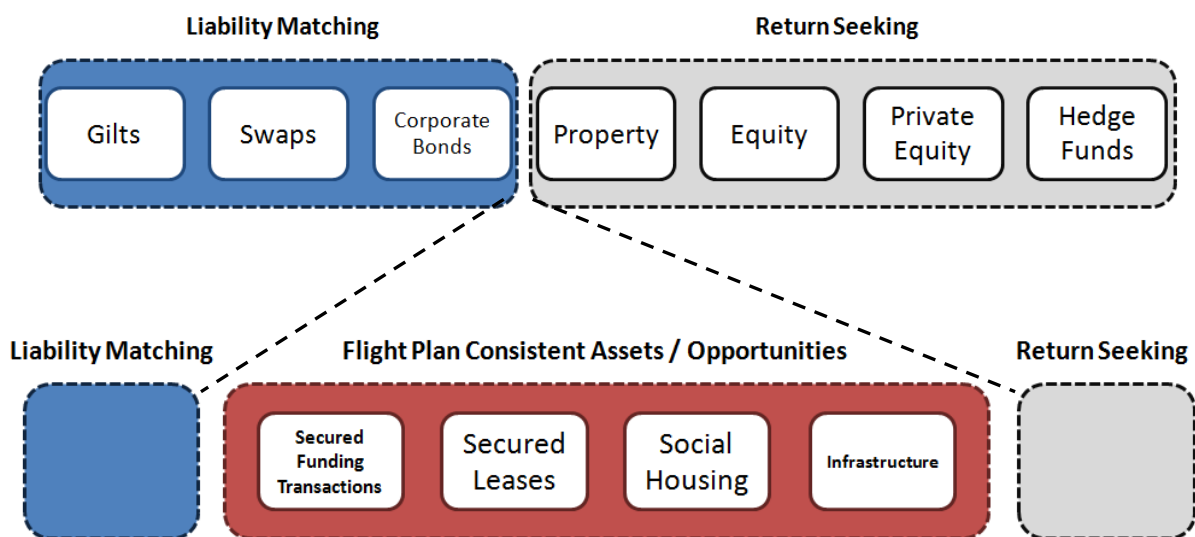 Liability Matching
Return Seeking
Gilts
Swaps
Corporate
Bonds
Property
Equity
Private
Equity
Hedge
Funds
Liability Matching
Flight Plan Consistent Assets / Opportunities
Return Seeking
Secured
Funding
Transactions
Secured
Leases
Social
Housing
Infrastructure